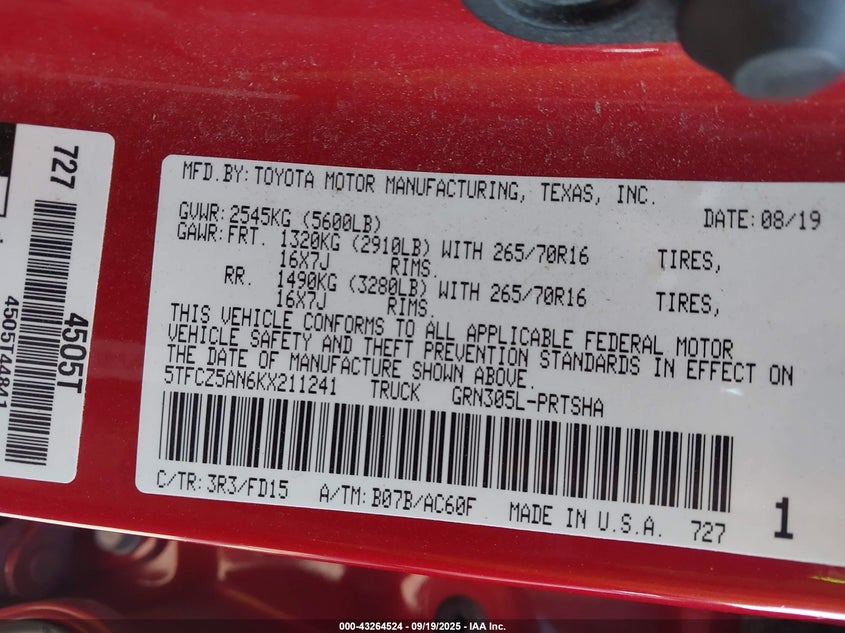 MFD.BY: TOYOTA MOTOR MANUFACTURING, TEXAS, INC.
GVWR: 2545KG (5600LB) DATE: 08/19
GAWR: FRT. 1320KG (2910LB) WITH 265/70R16 TIRES,
16X7J RIMS.
RR. 1490KG (3280LB) WITH 265/70R16 TIRES,
16X7J RIMS.
THIS VEHICLE CONFORMS TO ALL APPLICABLE FEDERAL MOTOR
VEHICLE SAFETY AND THEFT PREVENTION STANDARDS IN EFFECT ON
THE DATE OF MANUFACTURE SHOWN ABOVE.
5TFCZ5AN6KX211241 TRUCK GRN305L-PRTSHA
C/TR: 3R3/FD15 A/TM: B07B/AC60F MADE IN U.S.A. 727 1
727
4505T
4505T44841
000-43264524 - 09/19/2025 - IAA Inc.